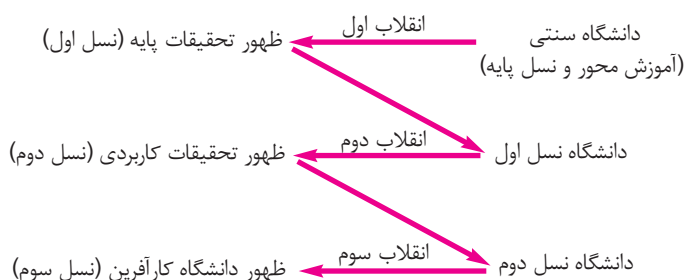 دانشگاه سنتی
(آموزش محور و نسل پایه)
انقلاب اول
ظهور تحقیقات پایه (نسل اول)
دانشگاه نسل اول
انقلاب دوم
ظهور تحقیقات کاربردی (نسل دوم)
دانشگاه نسل دوم
انقلاب سوم
ظهور دانشگاه کارآفرین (نسل سوم)